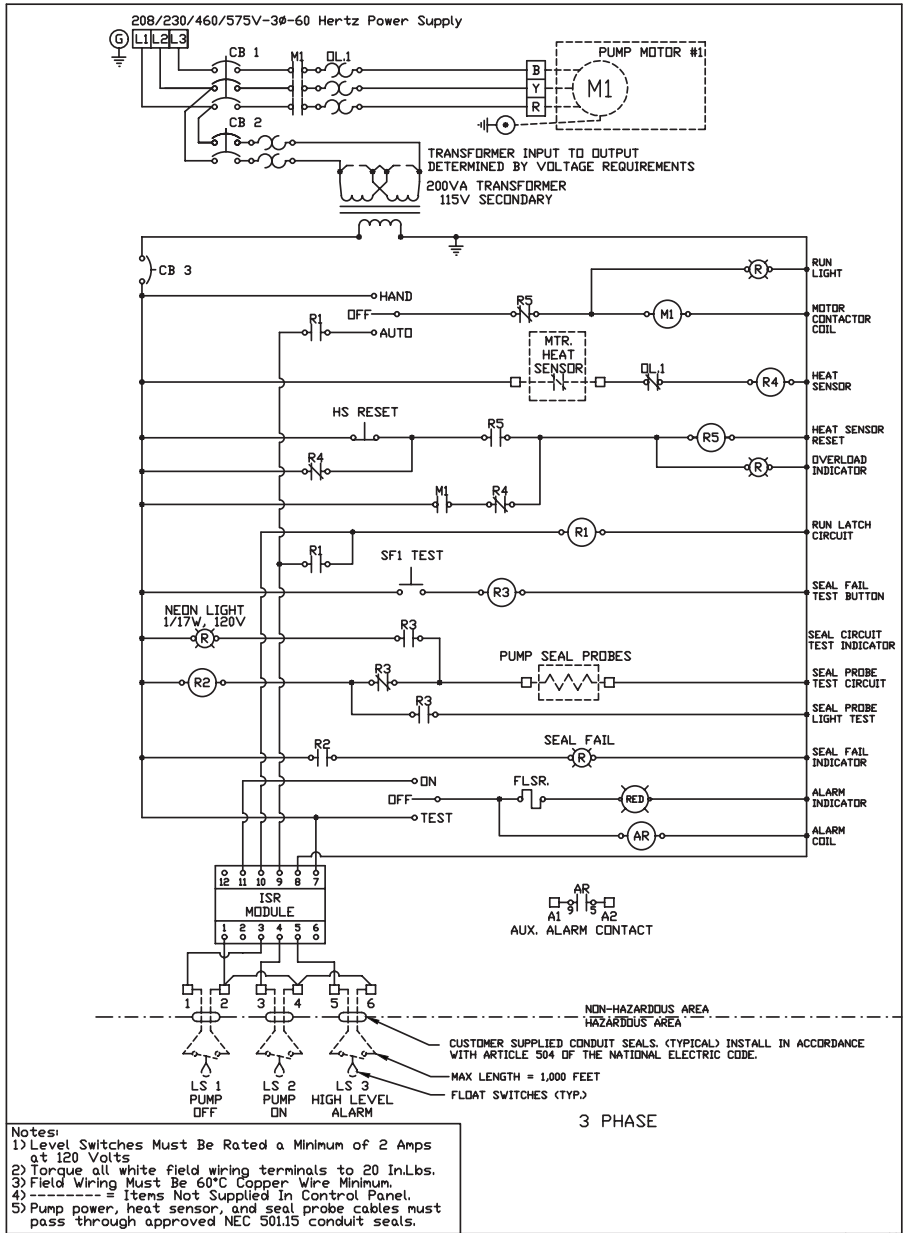 208/230/460/575V-3ø-60 Hertz Power Supply
G L1 L2 L3
CB 1
M1
OL1
PUMP MOTOR #1
B
Y
R
M1
CB 2
TRANSFORMER INPUT TO OUTPUT
DETERMINED BY VOLTAGE REQUIREMENTS
200VA TRANSFORMER
115V SECONDARY
CB 3
R
RUN
LIGHT
HAND
OFF
AUTO
R1
R5
M1
MOTOR
CONTACTOR
COIL
MTR.
HEAT
SENSOR
OL1
R4
HEAT
SENSOR
HS RESET
R5
R5
HEAT SENSOR
RESET
R4
R
OVERLOAD
INDICATOR
M1
R4
R1
RUN LATCH
CIRCUIT
R1
SF1 TEST
R3
SEAL FAIL
TEST BUTTON
NEON LIGHT
1/17W, 120V
R
R3
SEAL CIRCUIT
TEST INDICATOR
PUMP SEAL PROBES
R2
R3
SEAL PROBE
TEST CIRCUIT
R3
SEAL PROBE
LIGHT TEST
R2
SEAL FAIL
R
SEAL FAIL
INDICATOR
ON
OFF
TEST
FLSR.
RED
ALARM
INDICATOR
AR
ALARM
COIL
12 11 10 9 8 7
ISR
MODULE
1 2 3 4 5 6
AR
A1 9 5 A2
AUX. ALARM CONTACT
1 2 3 4 5 6
NON-HAZARDOUS AREA
HAZARDOUS AREA
CUSTOMER SUPPLIED CONDUIT SEALS. (TYPICAL) INSTALL IN ACCORDANCE
WITH ARTICLE 504 OF THE NATIONAL ELECTRIC CODE.
MAX LENGTH = 1,000 FEET
FLOAT SWITCHES (TYP.)
LS 1
PUMP
OFF
LS 2
PUMP
ON
LS 3
HIGH LEVEL
ALARM
3 PHASE
Notes:
1) Level Switches Must Be Rated a Minimum of 2 Amps
at 120 Volts
2) Torque all white field wiring terminals to 20 In.Lbs.
3) Field Wiring Must Be 60°C Copper Wire Minimum.
4) --------- = Items Not Supplied In Control Panel.
5) Pump power, heat sensor, and seal probe cables must
pass through approved NEC 501.15 conduit seals.